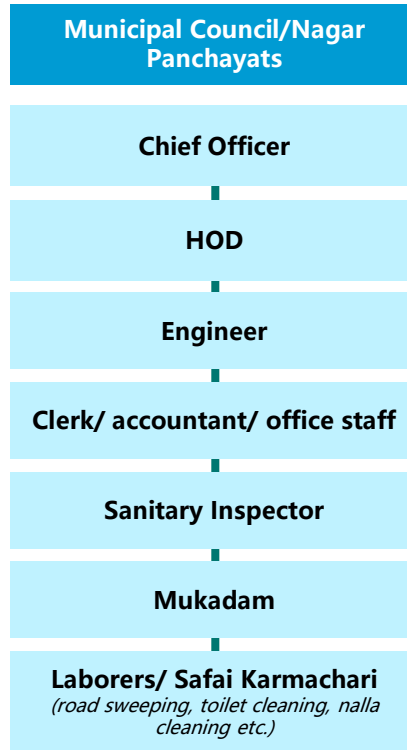 Municipal Council/Nagar
Panchayats
Chief Officer
HOD
Engineer
Clerk/ accountant/ office staff
Sanitary Inspector
Mukadam
Laborers/ Safai Karmachari
(road sweeping, toilet cleaning, nalla
cleaning etc.)